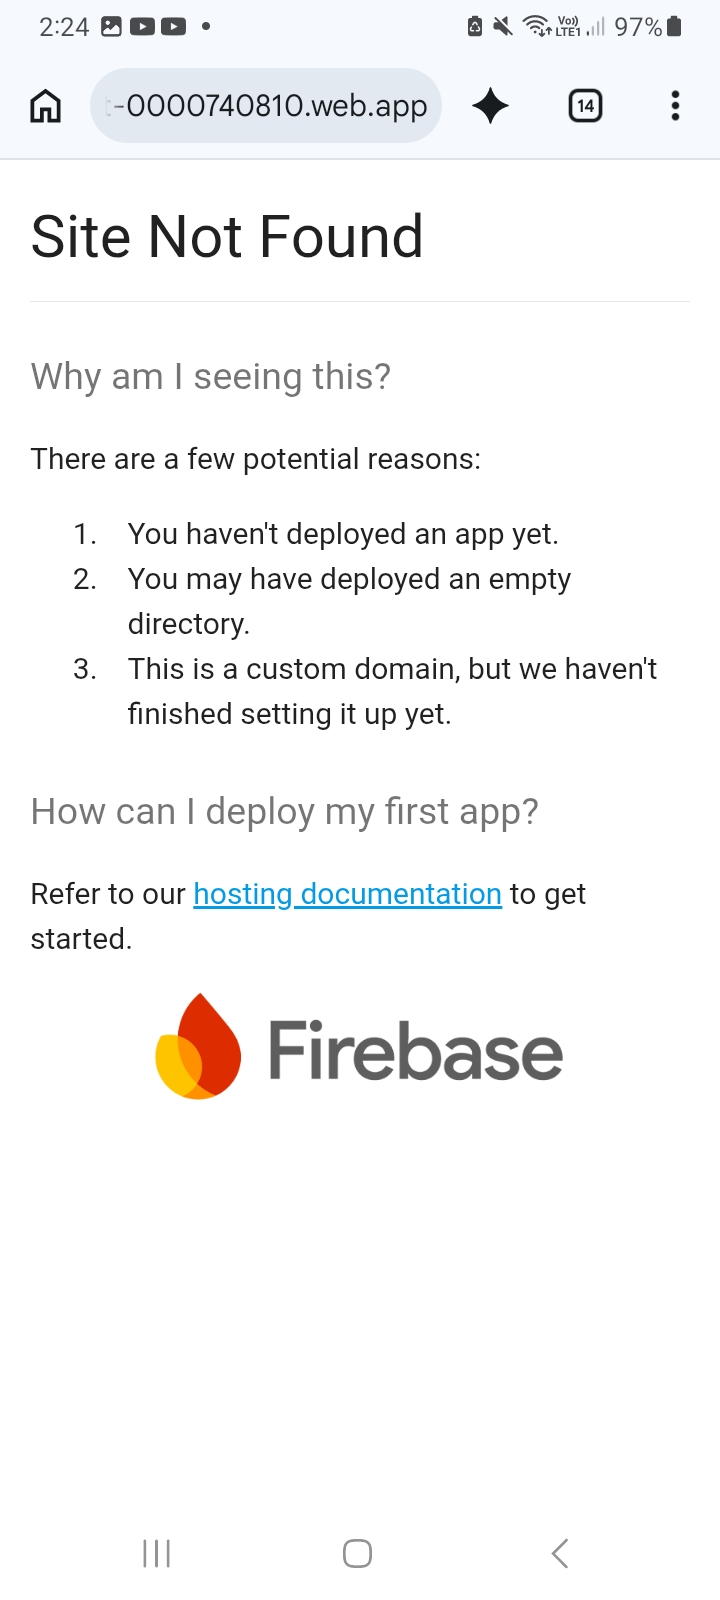 2:24 97%
-0000740810.web.app 14
Site Not Found
Why am I seeing this?
There are a few potential reasons:
1. You haven't deployed an app yet.
2. You may have deployed an empty
directory.
3. This is a custom domain, but we haven't
finished setting it up yet.
How can I deploy my first app?
Refer to our hosting documentation to get
started.
Firebase